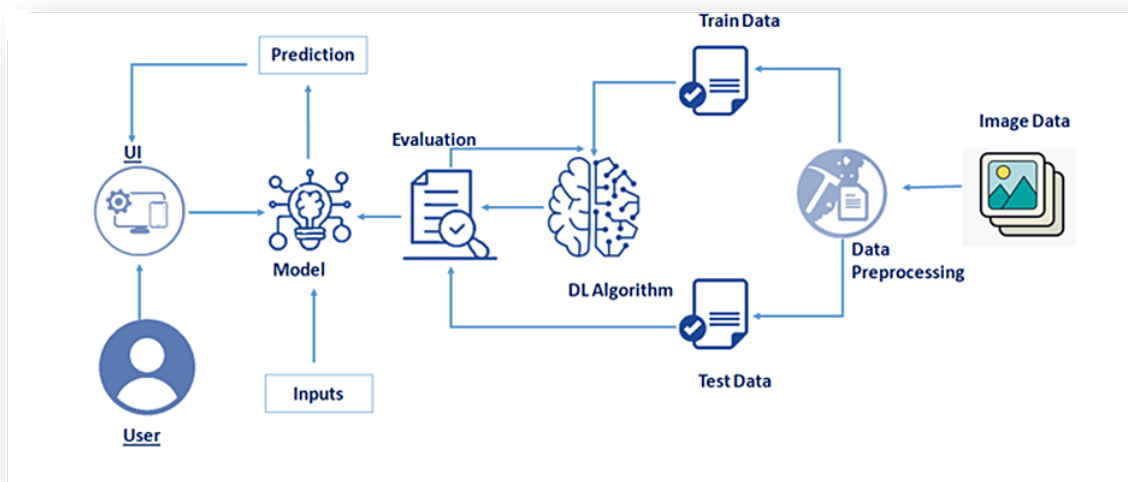 Train Data
Prediction
Image Data
Evaluation
UI
Data
Preprocessing
Model
DL Algorithm
Test Data
Inputs
User